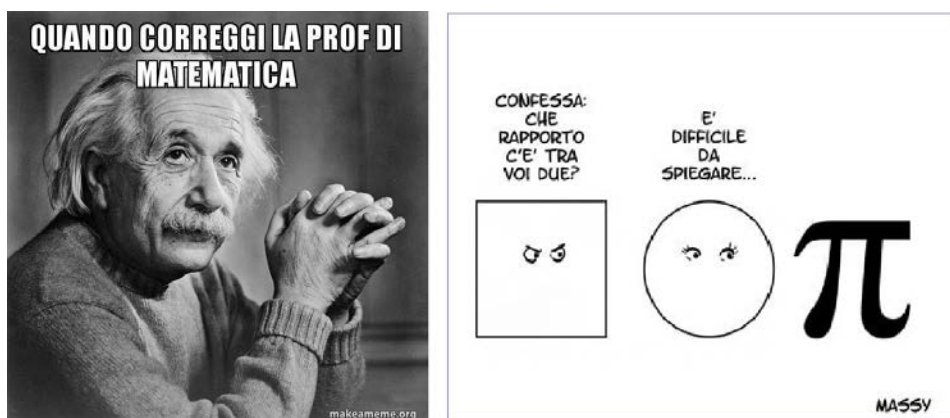 QUANDO CORREGGI LA PROF DI
MATEMATICA
makeameme.org
CONFESSA:
CHE
RAPPORTO
C'E' TRA
VOI DUE?
E'
DIFFICILE
DA
SPIEGARE...
π
MASSY